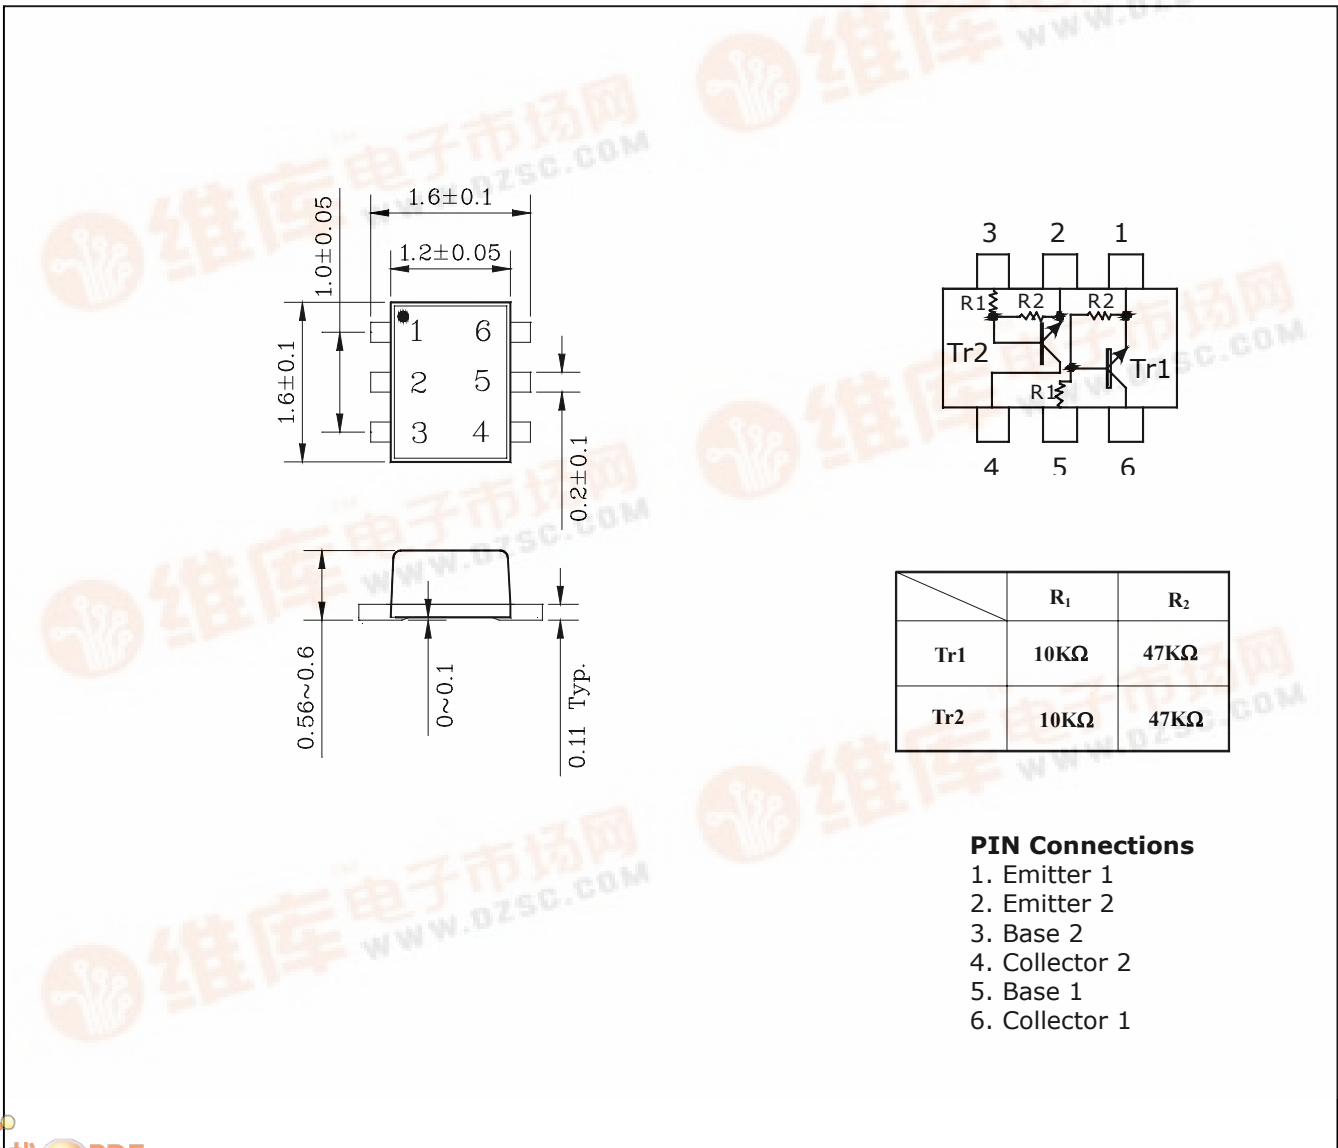 维库电子市场网™
WWW.DZSC.COM
1.6±0.1
1.2±0.05
1.0±0.05
1.6±0.1
1 6
2 5
3 4
0.2±0.1
0.56~0.6
0~0.1
0.11 Typ.
3 2 1
R1 R2 R2
Tr2 Tr1
R1
4 5 6
R₁ R₂
Tr1 10KΩ 47KΩ
Tr2 10KΩ 47KΩ
PIN Connections
1. Emitter 1
2. Emitter 2
3. Base 2
4. Collector 2
5. Base 1
6. Collector 1